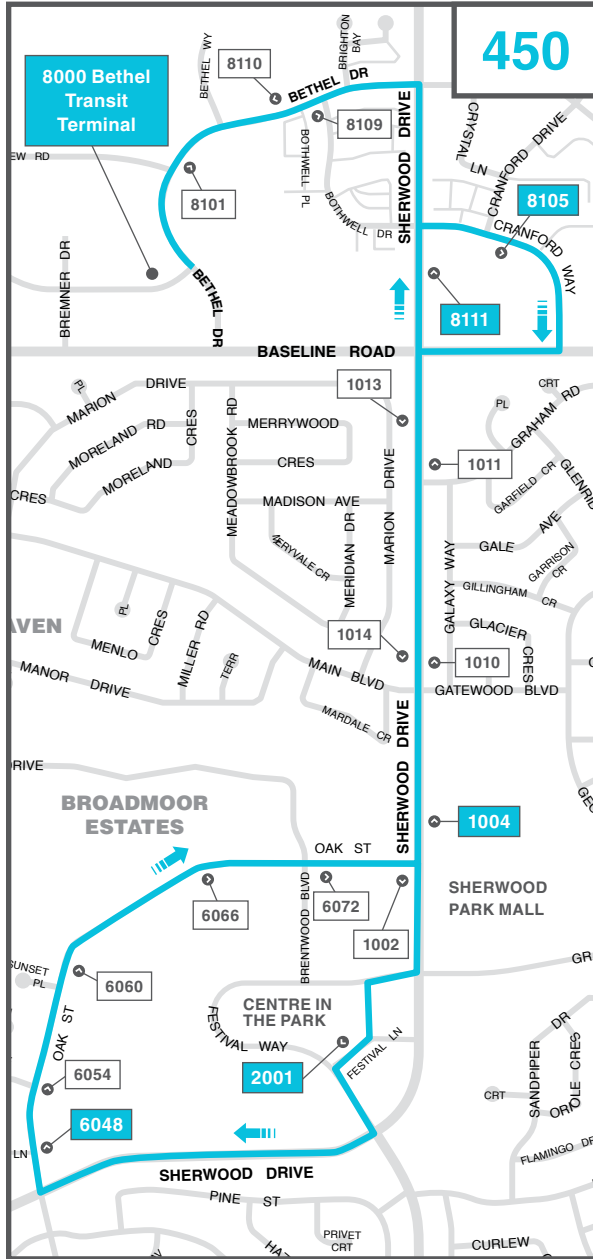 450
8000 Bethel
Transit
Terminal
BETHEL WY
8110
BRIGHTON
BAY
BETHEL DR
8109
SHERWOOD DRIVE
CRYSTAL
LN
CRANFORD DRIVE
8105
CRANFORD WAY
EW RD
8101
BOTHWELL PL
BOTHWELL DR
BREMNER DR
BETHEL DR
8111
BASELINE ROAD
PL
MARION DRIVE
1013
CRT
PL
GRAHAM RD
MORELAND RD
CRES
MORELAND
CRES
MEADOWBROOK RD
MERRYWOOD
CRES
MADISON AVE
MERIDIAN DR
MARION DRIVE
1011
GARFIELD CR
GLENRID
AVE
GALE
GARRISON
CR
GALAXY WAY
GILLINGHAM CR
GLACIER
CRES
AVEN
PL
MENLO
CRES
MILLER RD
TERR
1014
MAIN BLVD
1010
GATEWOOD BLVD
MANOR DRIVE
MARDALE CR
SHERWOOD DRIVE
DRIVE
GEO
BROADMOOR
ESTATES
1004
OAK ST
6066
BRENTWOOD BLVD
6072
1002
SHERWOOD
PARK MALL
SUNSET
PL
6060
OAK ST
GR
CENTRE IN
THE PARK
FESTIVAL WAY
FESTIVAL LN
2001
6054
6048
LN
SANDPIPER
DR
CRT
OLE CRES
ORI
FLAMINGO DR
SHERWOOD DRIVE
PINE ST
PRIVET
CRT
HA
AV
CURLEW